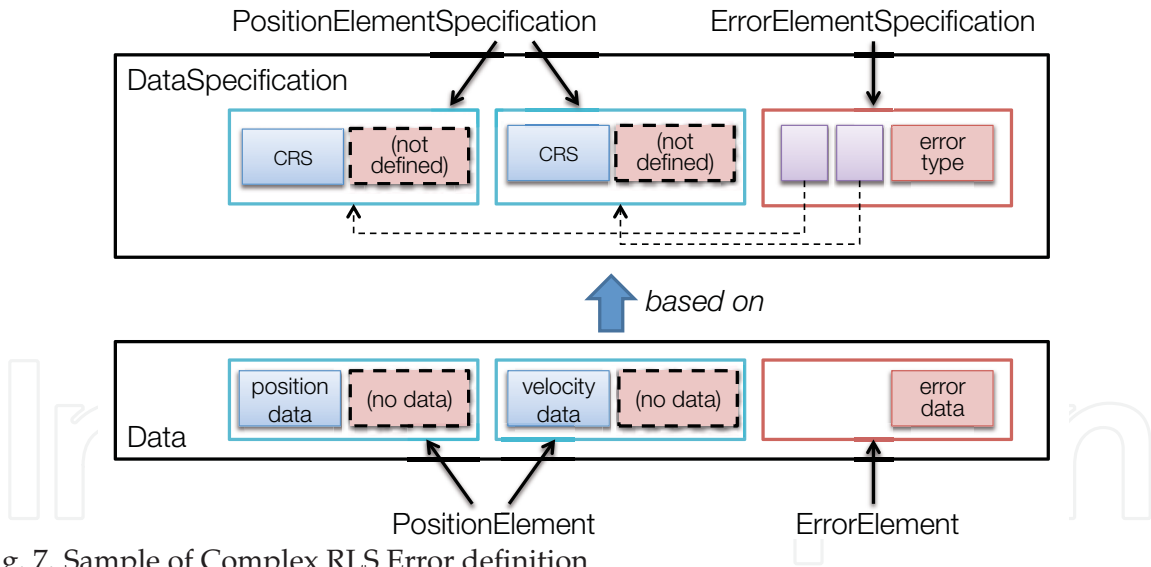 PositionElementSpecification
ErrorElementSpecification
DataSpecification
CRS
(not
defined)
CRS
(not
defined)
error
type
based on
position
data
(no data)
velocity
data
(no data)
error
data
Data
PositionElement
ErrorElement
g. 7. Sample of Complex RLS Error definition